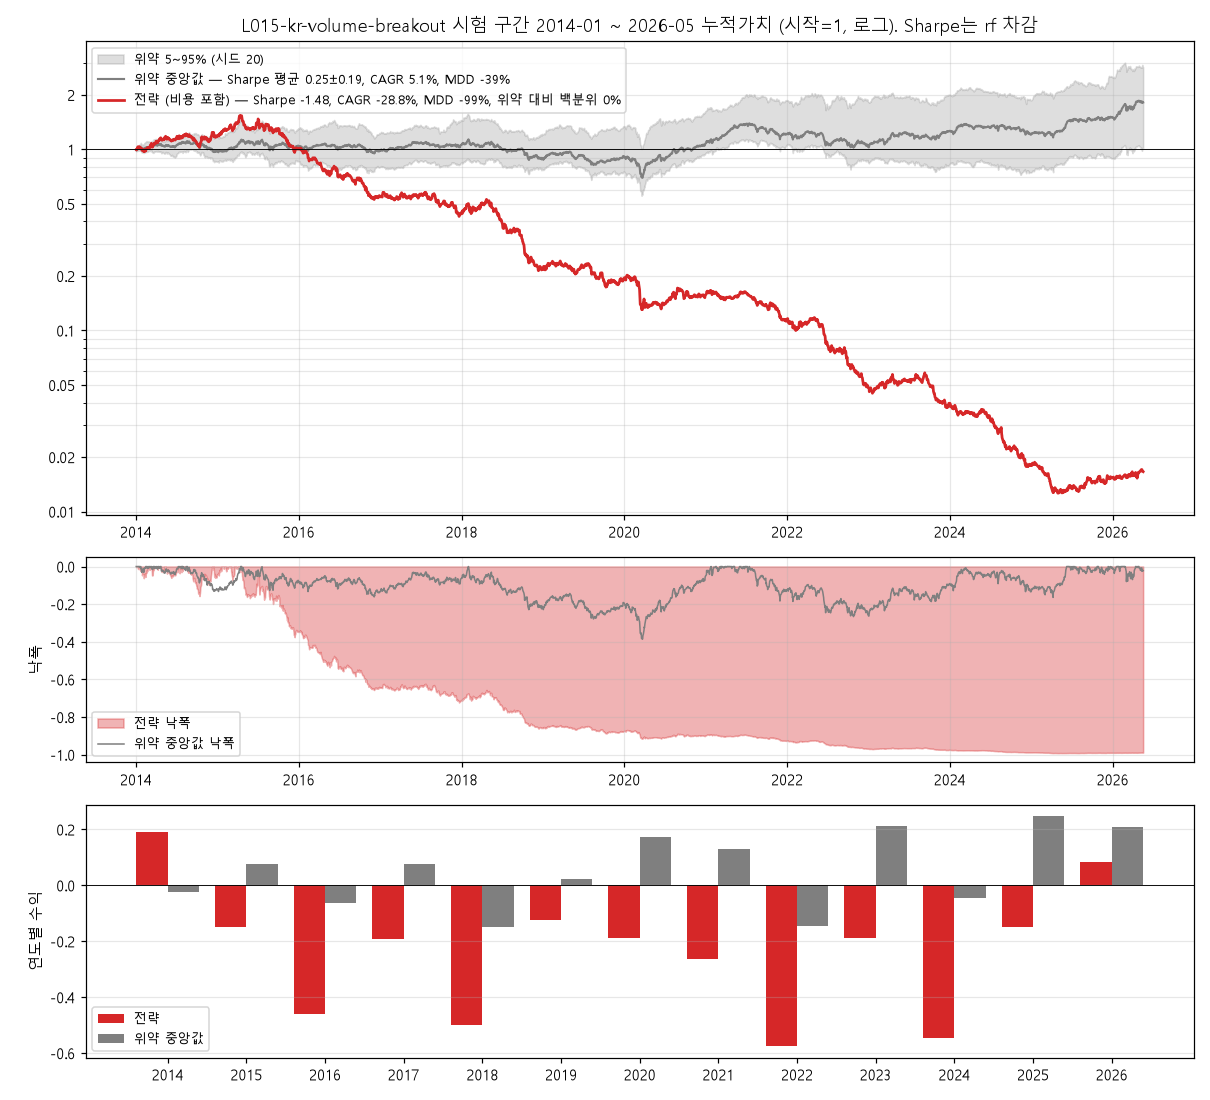 L015-kr-volume-breakout 시험 구간 2014-01 ~ 2026-05 누적가치 (시작=1, 로그). Sharpe는 rf 차감
위약 5~95% (시드 20)
위약 중앙값 — Sharpe 평균 0.25±0.19, CAGR 5.1%, MDD -39%
전략 (비용 포함) — Sharpe -1.48, CAGR -28.8%, MDD -99%, 위약 대비 백분위 0%
2
1
0.5
0.2
0.1
0.05
0.02
0.01
2014 2016 2018 2020 2022 2024 2026
낙폭
0.0
-0.2
-0.4
-0.6
-0.8
-1.0
전략 낙폭
위약 중앙값 낙폭
2014 2016 2018 2020 2022 2024 2026
연도별 수익
0.2
0.0
-0.2
-0.4
-0.6
전략
위약 중앙값
2014 2015 2016 2017 2018 2019 2020 2021 2022 2023 2024 2025 2026